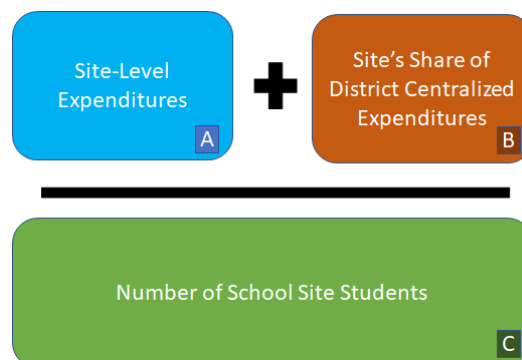 Site-Level
Expenditures
A
Site's Share of
District Centralized
Expenditures
B
Number of School Site Students
C